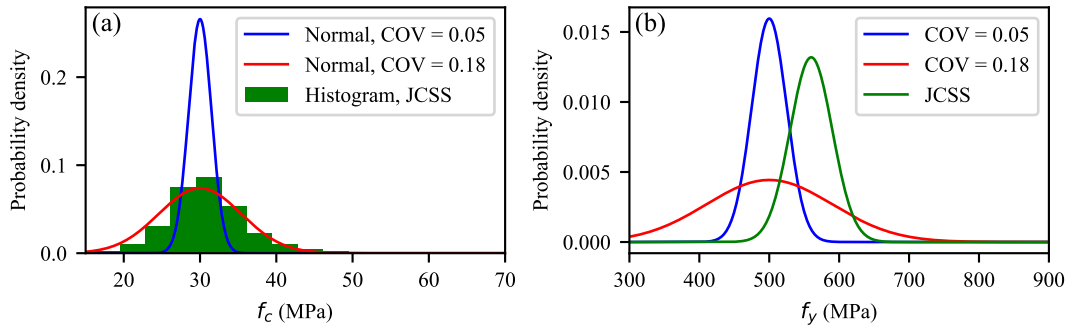 (a)
Normal, COV = 0.05
Normal, COV = 0.18
Histogram, JCSS
Probability density
0.2
0.1
0.0
20 30 40 50 60 70
f_c (MPa)
(b)
COV = 0.05
COV = 0.18
JCSS
Probability density
0.015
0.010
0.005
0.000
300 400 500 600 700 800 900
f_y (MPa)